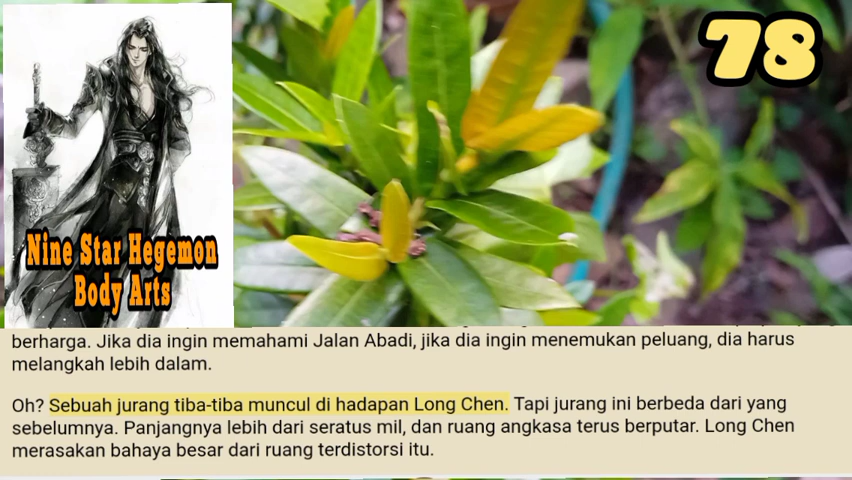 78
Nine Star Hegemon
Body Arts
berharga. Jika dia ingin memahami Jalan Abadi, jika dia ingin menemukan peluang, dia harus
melangkah lebih dalam.
Oh? Sebuah jurang tiba-tiba muncul di hadapan Long Chen. Tapi jurang ini berbeda dari yang
sebelumnya. Panjangnya lebih dari seratus mil, dan ruang angkasa terus berputar. Long Chen
merasakan bahaya besar dari ruang terdistorsi itu.